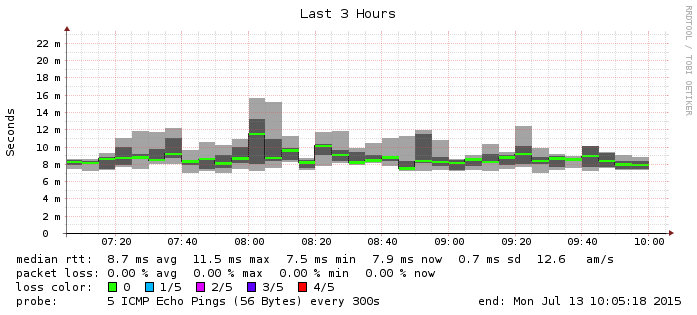 Last 3 Hours
RRDTOOL / TOBI OETIKER
Seconds
22 m
20 m
18 m
16 m
14 m
12 m
10 m
8 m
6 m
4 m
2 m
0
07:20 07:40 08:00 08:20 08:40 09:00 09:20 09:40 10:00
median rtt: 8.7 ms avg 11.5 ms max 7.5 ms min 7.9 ms now 0.7 ms sd 12.6 am/s
packet loss: 0.00 % avg 0.00 % max 0.00 % min 0.00 % now
loss color: 0 1/5 2/5 3/5 4/5
probe: 5 ICMP Echo Pings (56 Bytes) every 300s end: Mon Jul 13 10:05:18 2015